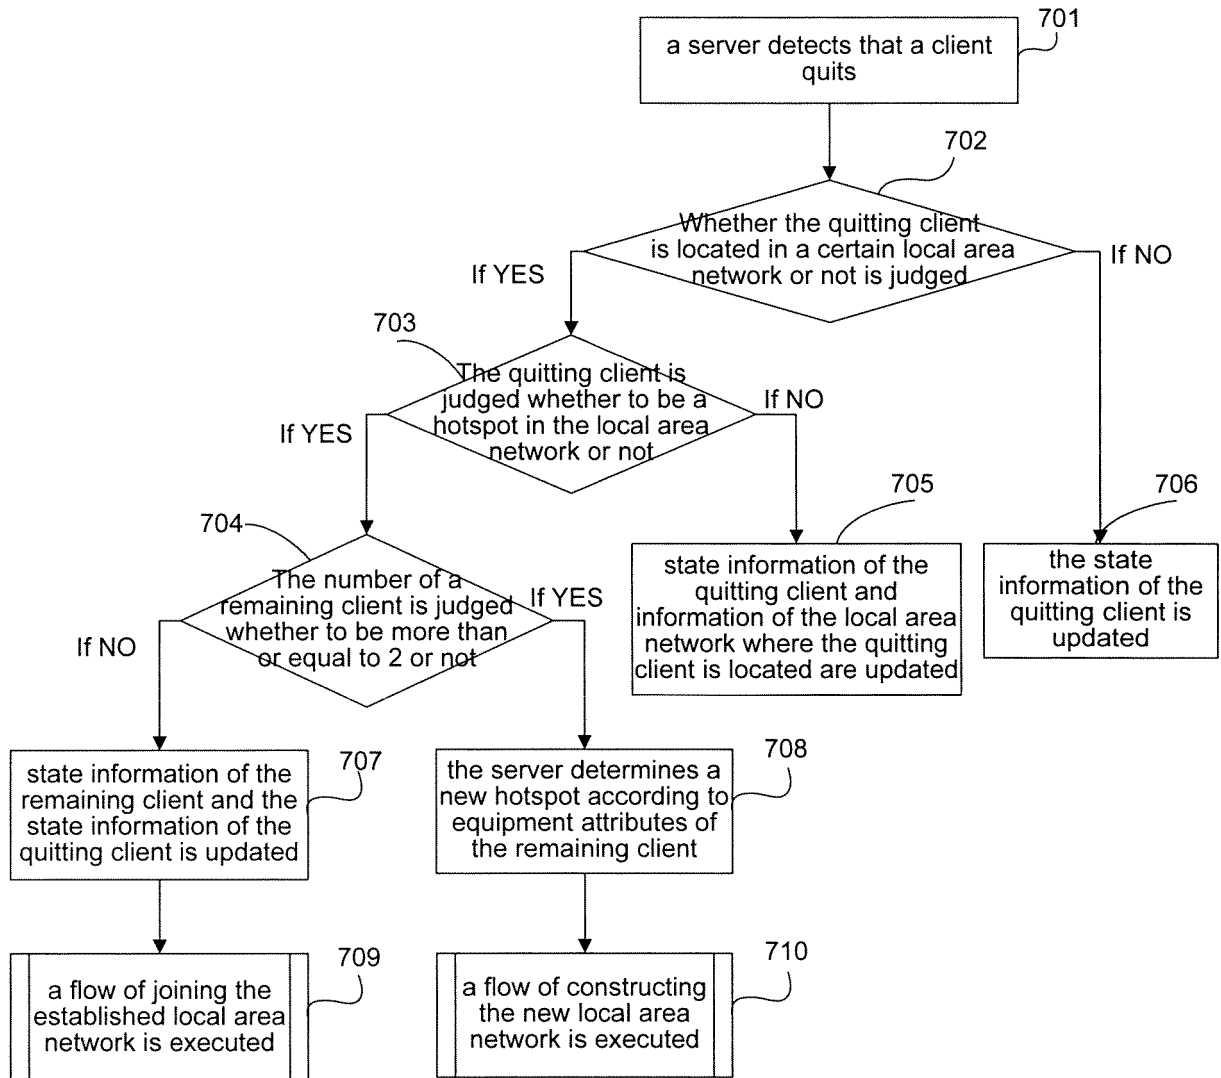 701
a server detects that a client
quits
702
Whether the quitting client
is located in a certain local area
network or not is judged
If YES
If NO
703
The quitting client is
judged whether to be a
hotspot in the local area
network or not
If YES
If NO
704
The number of a
remaining client is judged
whether to be more than
or equal to 2 or not
If NO
If YES
705
state information of the
quitting client and
information of the local area
network where the quitting
client is located are updated
706
the state
information of the
quitting client is
updated
707
state information of the
remaining client and the
state information of the
quitting client is updated
708
the server determines a
new hotspot according to
equipment attributes of
the remaining client
709
a flow of joining the
established local area
network is executed
710
a flow of constructing
the new local area
network is executed